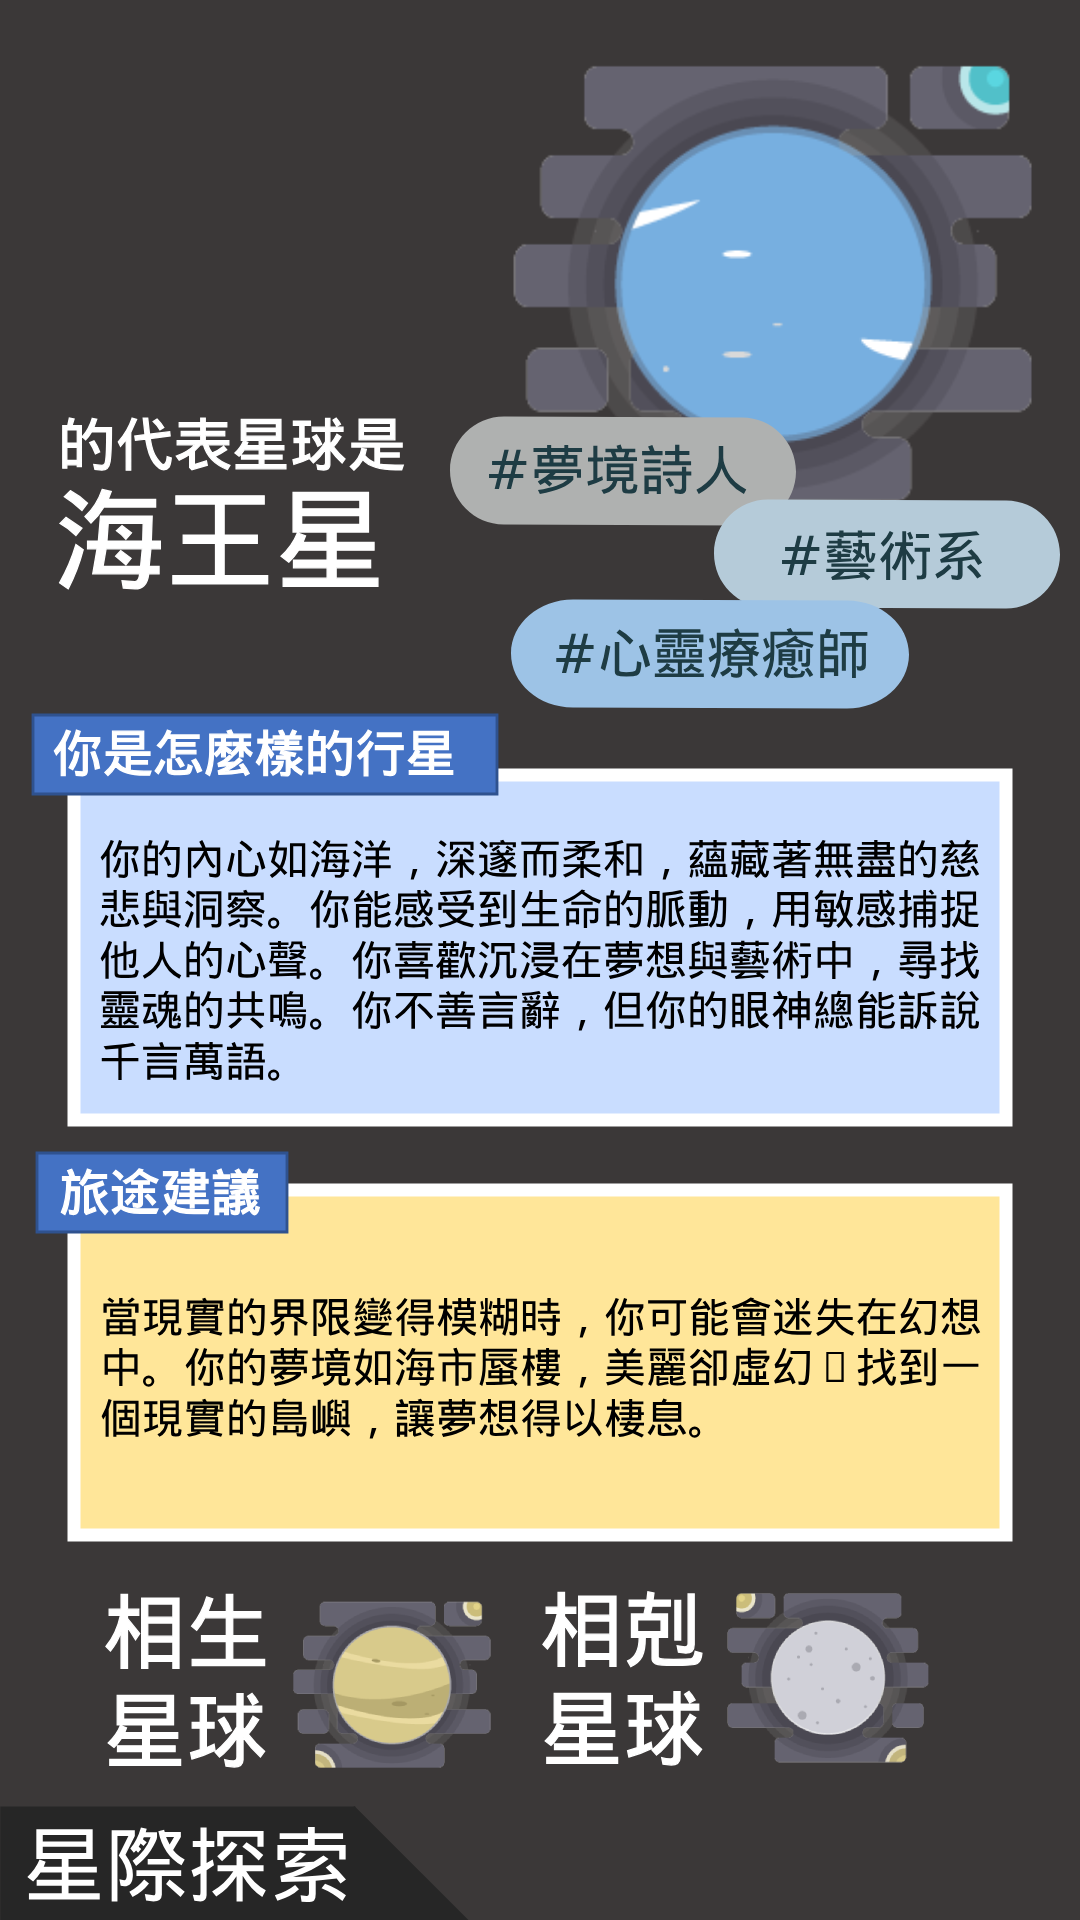 的代表星球是
海王星
#夢境詩人
#藝術系
#心靈療癒師
你是怎麼樣的行星
你的內心如海洋，深邃而柔和，蘊藏著無盡的慈
悲與洞察。你能感受到生命的脈動，用敏感捕捉
他人的心聲。你喜歡沉浸在夢想與藝術中，尋找
靈魂的共鳴。你不善言辭，但你的眼神總能訴說
千言萬語。
旅途建議
當現實的界限變得模糊時，你可能會迷失在幻想
中。你的夢境如海市蜃樓，美麗卻虛幻 找到一
個現實的島嶼，讓夢想得以棲息。
相生
星球
相剋
星球
星際探索